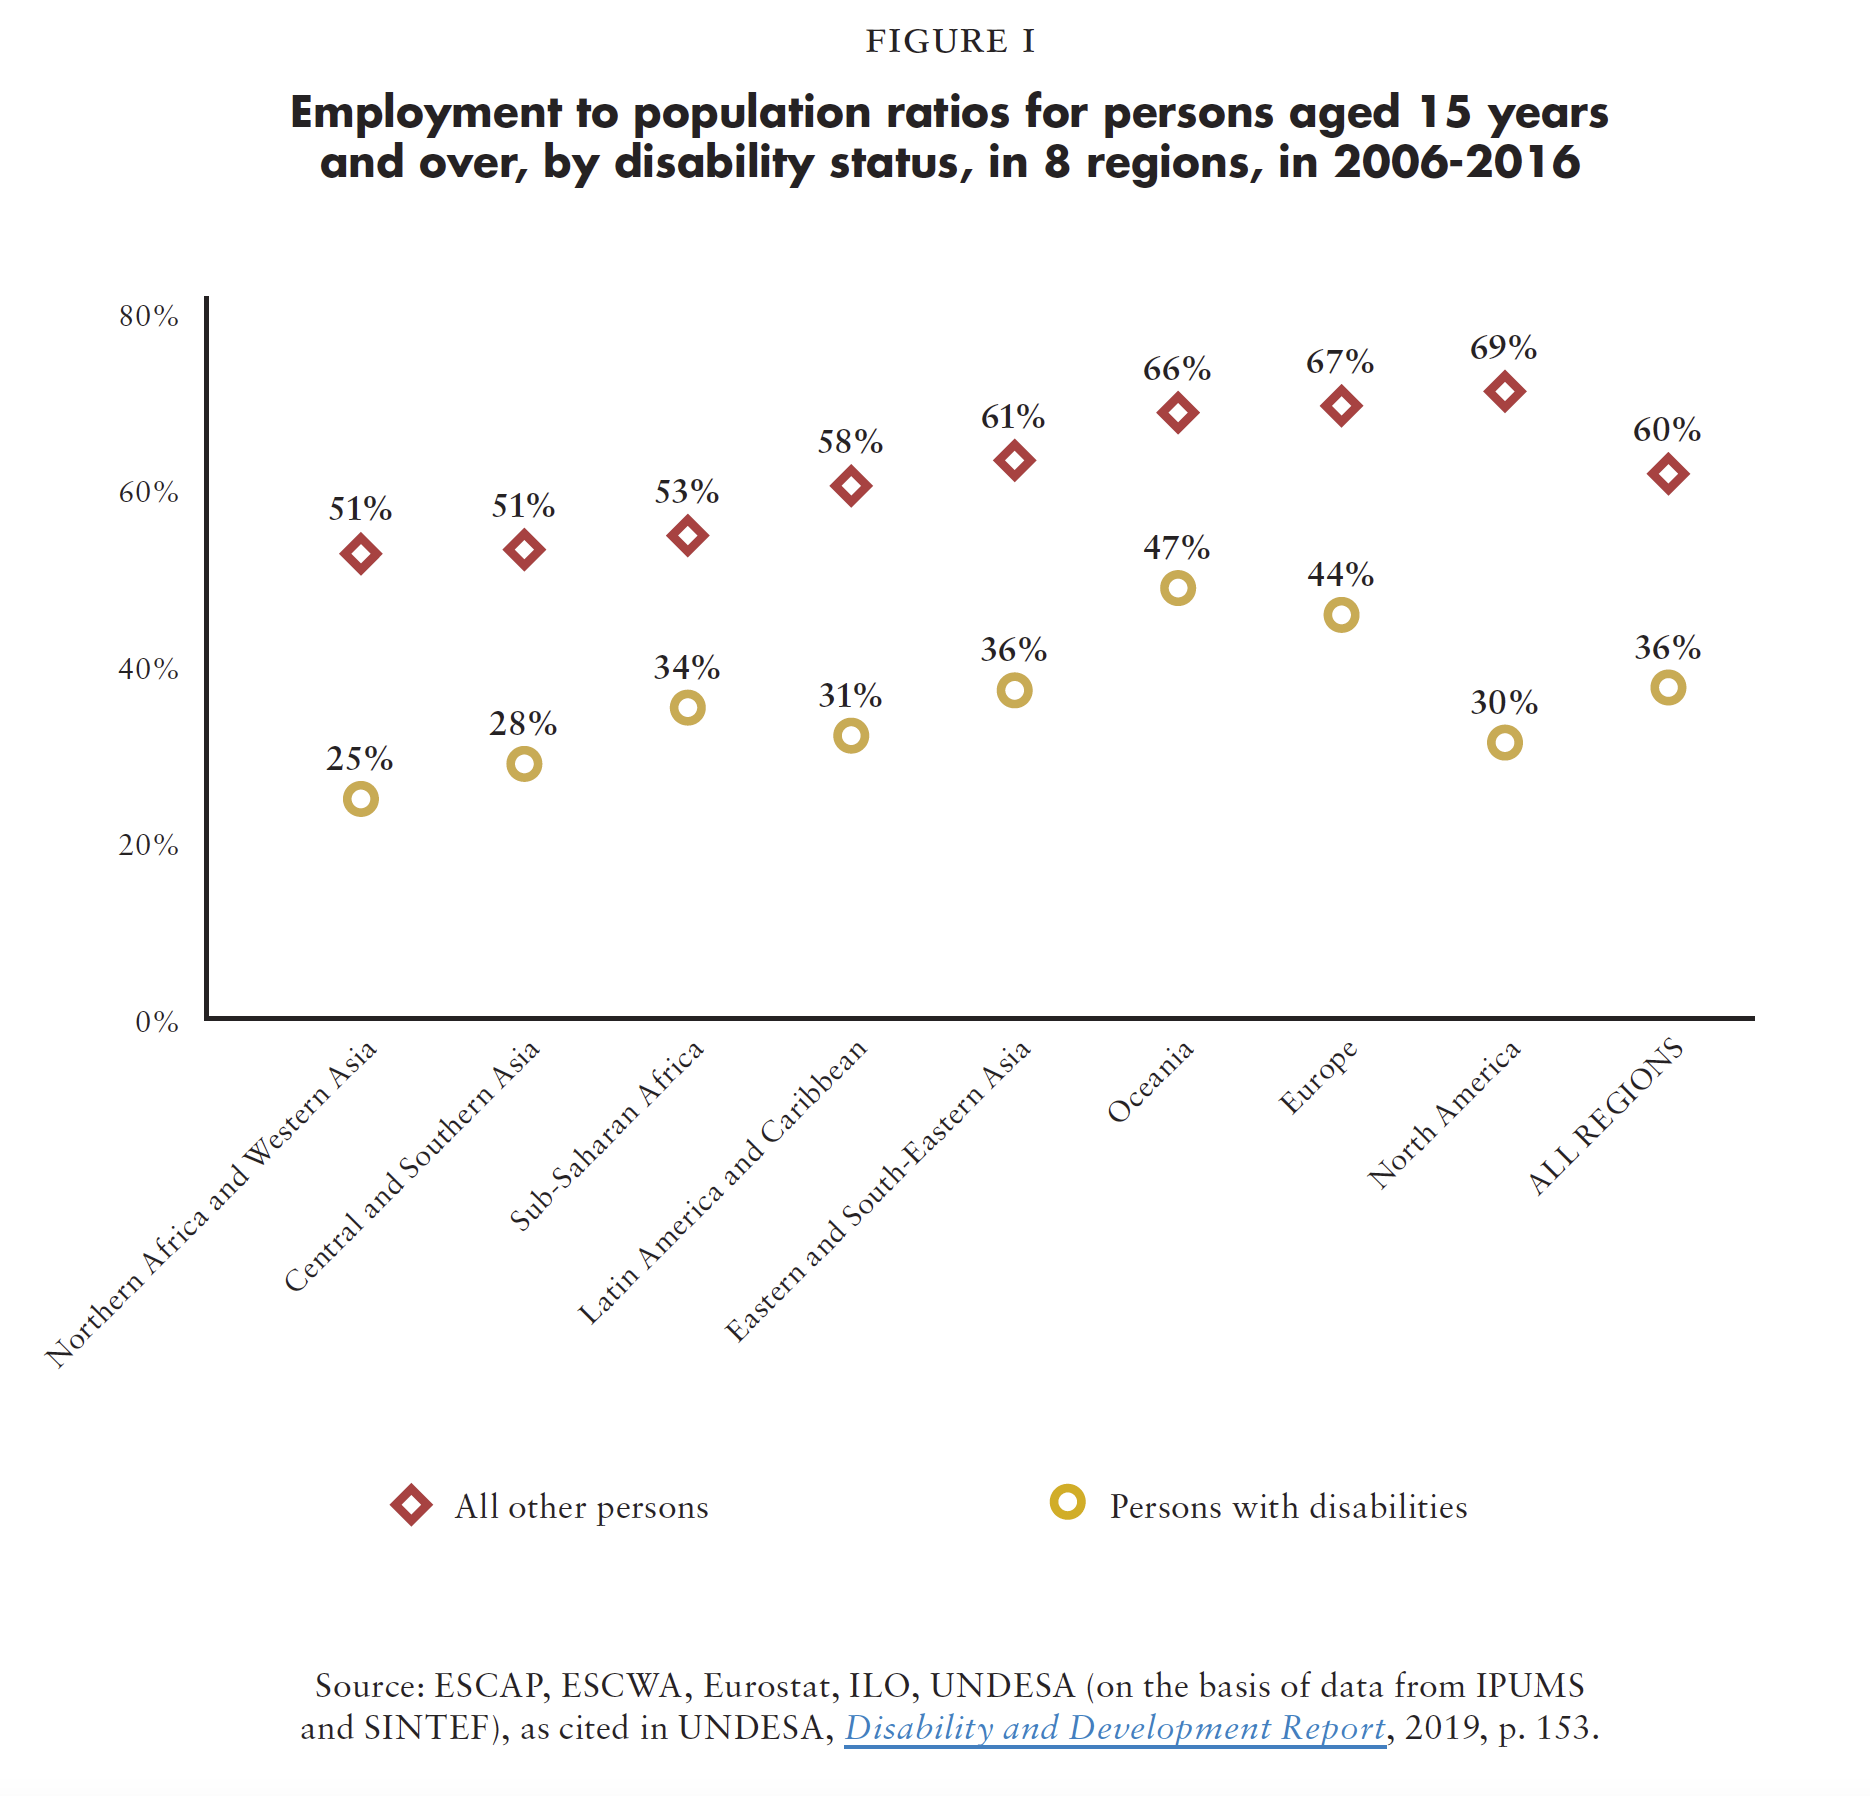 FIGURE I
Employment to population ratios for persons aged 15 years
and over, by disability status, in 8 regions, in 2006-2016
80%
60%
40%
20%
0%
51%
51%
53%
58%
61%
66%
67%
69%
60%
25%
28%
34%
31%
36%
47%
44%
30%
36%
Northern Africa and Western Asia
Central and Southern Asia
Sub-Saharan Africa
Latin America and Caribbean
Eastern and South-Eastern Asia
Oceania
Europe
North America
ALL REGIONS
All other persons
Persons with disabilities
Source: ESCAP, ESCWA, Eurostat, ILO, UNDESA (on the basis of data from IPUMS
and SINTEF), as cited in UNDESA, Disability and Development Report, 2019, p. 153.